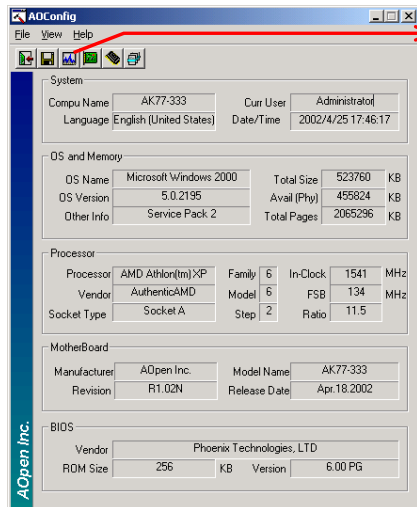 AOConfig
File View Help
System
Compu Name AK77-333 Curr User Administrator
Language English (United States) Date/Time 2002/4/25 17:46:17
OS and Memory
OS Name Microsoft Windows 2000 Total Size 523760 KB
OS Version 5.0.2195 Avail (Phy) 455824 KB
Other Info Service Pack 2 Total Pages 2065296 KB
Processor
Processor AMD Athlon(tm) XP Family 6 In-Clock 1541 MHz
Vendor AuthenticAMD Model 6 FSB 134 MHz
Socket Type Socket A Step 2 Ratio 11.5
MotherBoard
Manufacturer AOpen Inc. Model Name AK77-333
Revision R1.02N Release Date Apr.18.2002
BIOS
Vendor Phoenix Technologies, LTD
ROM Size 256 KB Version 6.00 PG
AOpen Inc.